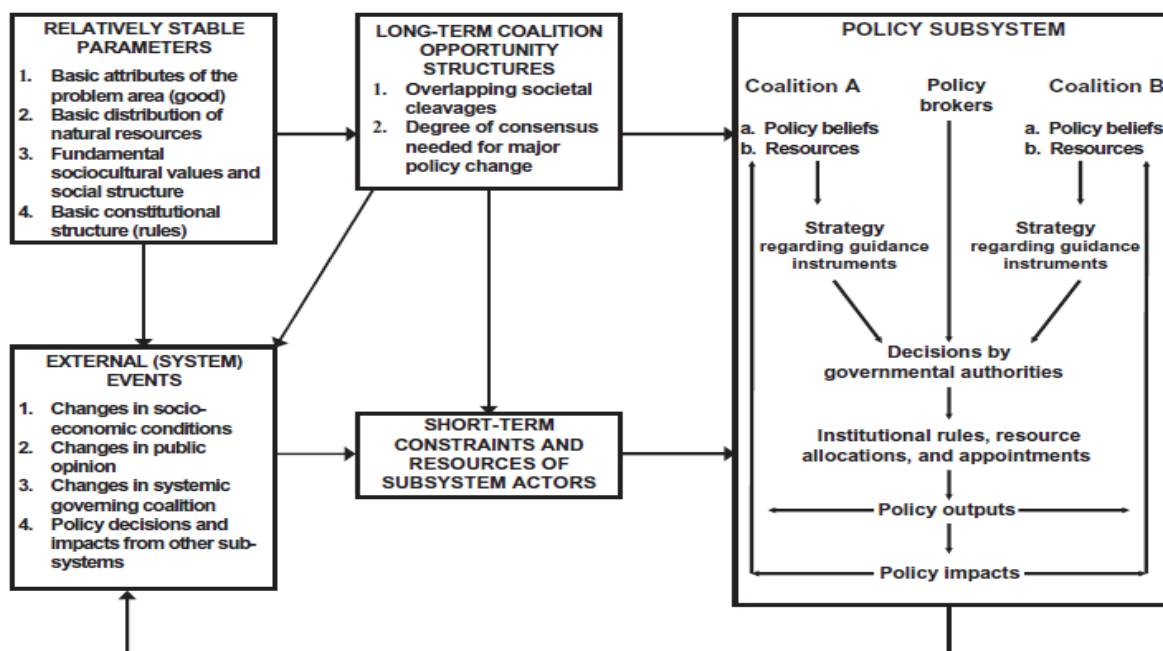 RELATIVELY STABLE
PARAMETERS
1. Basic attributes of the
problem area (good)
2. Basic distribution of
natural resources
3. Fundamental
sociocultural values and
social structure
4. Basic constitutional
structure (rules)
LONG-TERM COALITION
OPPORTUNITY
STRUCTURES
1. Overlapping societal
cleavages
2. Degree of consensus
needed for major
policy change
EXTERNAL (SYSTEM)
EVENTS
1. Changes in socio-
economic conditions
2. Changes in public
opinion
3. Changes in systemic
governing coalition
4. Policy decisions and
impacts from other sub-
systems
SHORT-TERM
CONSTRAINTS AND
RESOURCES OF
SUBSYSTEM ACTORS
POLICY SUBSYSTEM
Coalition A
a. Policy beliefs
b. Resources
Strategy
regarding guidance
instruments
Policy
brokers
Coalition B
a. Policy beliefs
b. Resources
Strategy
regarding guidance
instruments
Decisions by
governmental authorities
Institutional rules, resource
allocations, and appointments
Policy outputs
Policy impacts